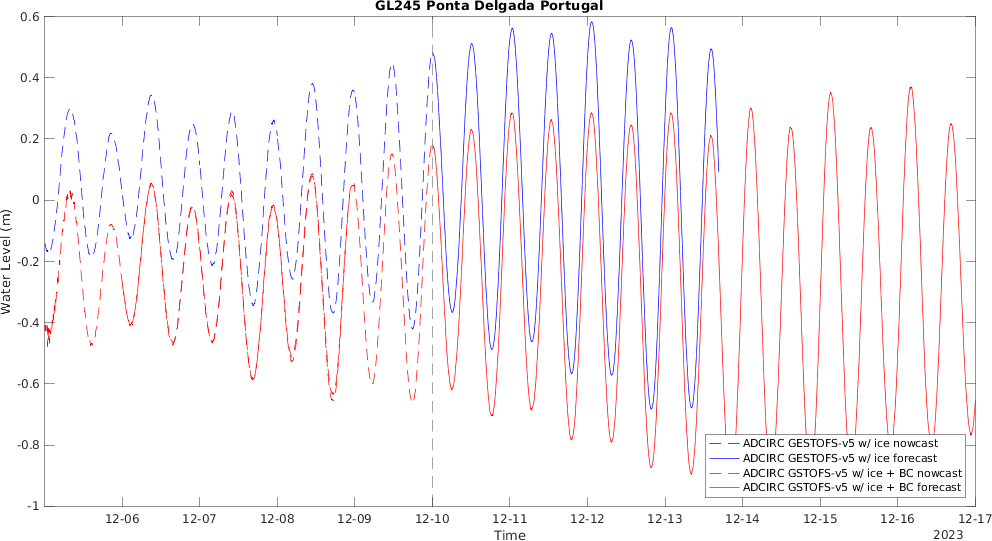 GL245 Ponta Delgada Portugal
0.6
0.4
0.2
0
-0.2
-0.4
-0.6
-0.8
-1
Water Level (m)
ADCIRC GESTOFS-v5 w/ ice nowcast
ADCIRC GESTOFS-v5 w/ ice forecast
ADCIRC GSTOFS-v5 w/ ice + BC nowcast
ADCIRC GSTOFS-v5 w/ ice + BC forecast
12-06 12-07 12-08 12-09 12-10 12-11 12-12 12-13 12-14 12-15 12-16 12-17
Time
2023